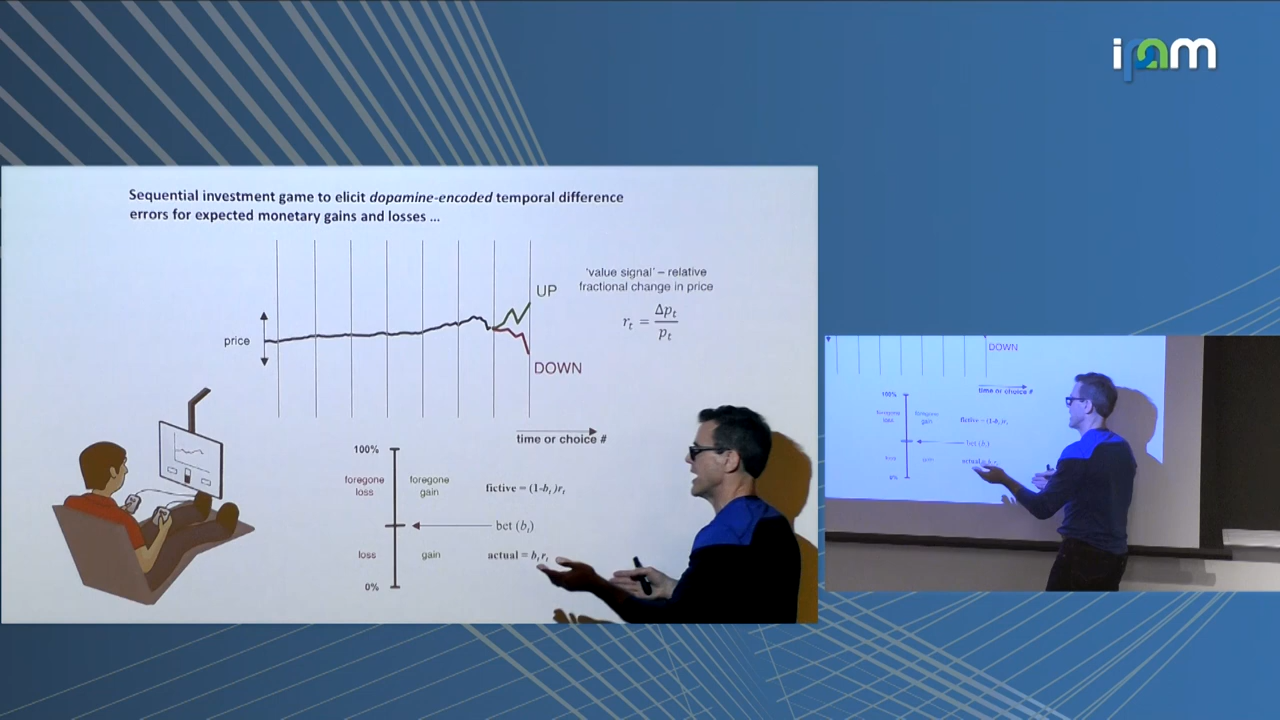 ipam
Sequential investment game to elicit dopamine-encoded temporal difference
errors for expected monetary gains and losses ...
'value signal' – relative
fractional change in price
r_t = Δp_t / p_t
UP
price
DOWN
time or choice #
100%
foregone
loss
foregone
gain
fictive = (1-b_t)r_t
bet (b_t)
loss
gain
actual = b_t r_t
0%
DOWN
time or choice #
100%
foregone
loss
foregone
gain
fictive = (1-b_t)r_t
bet (b_t)
loss
gain
actual
0%